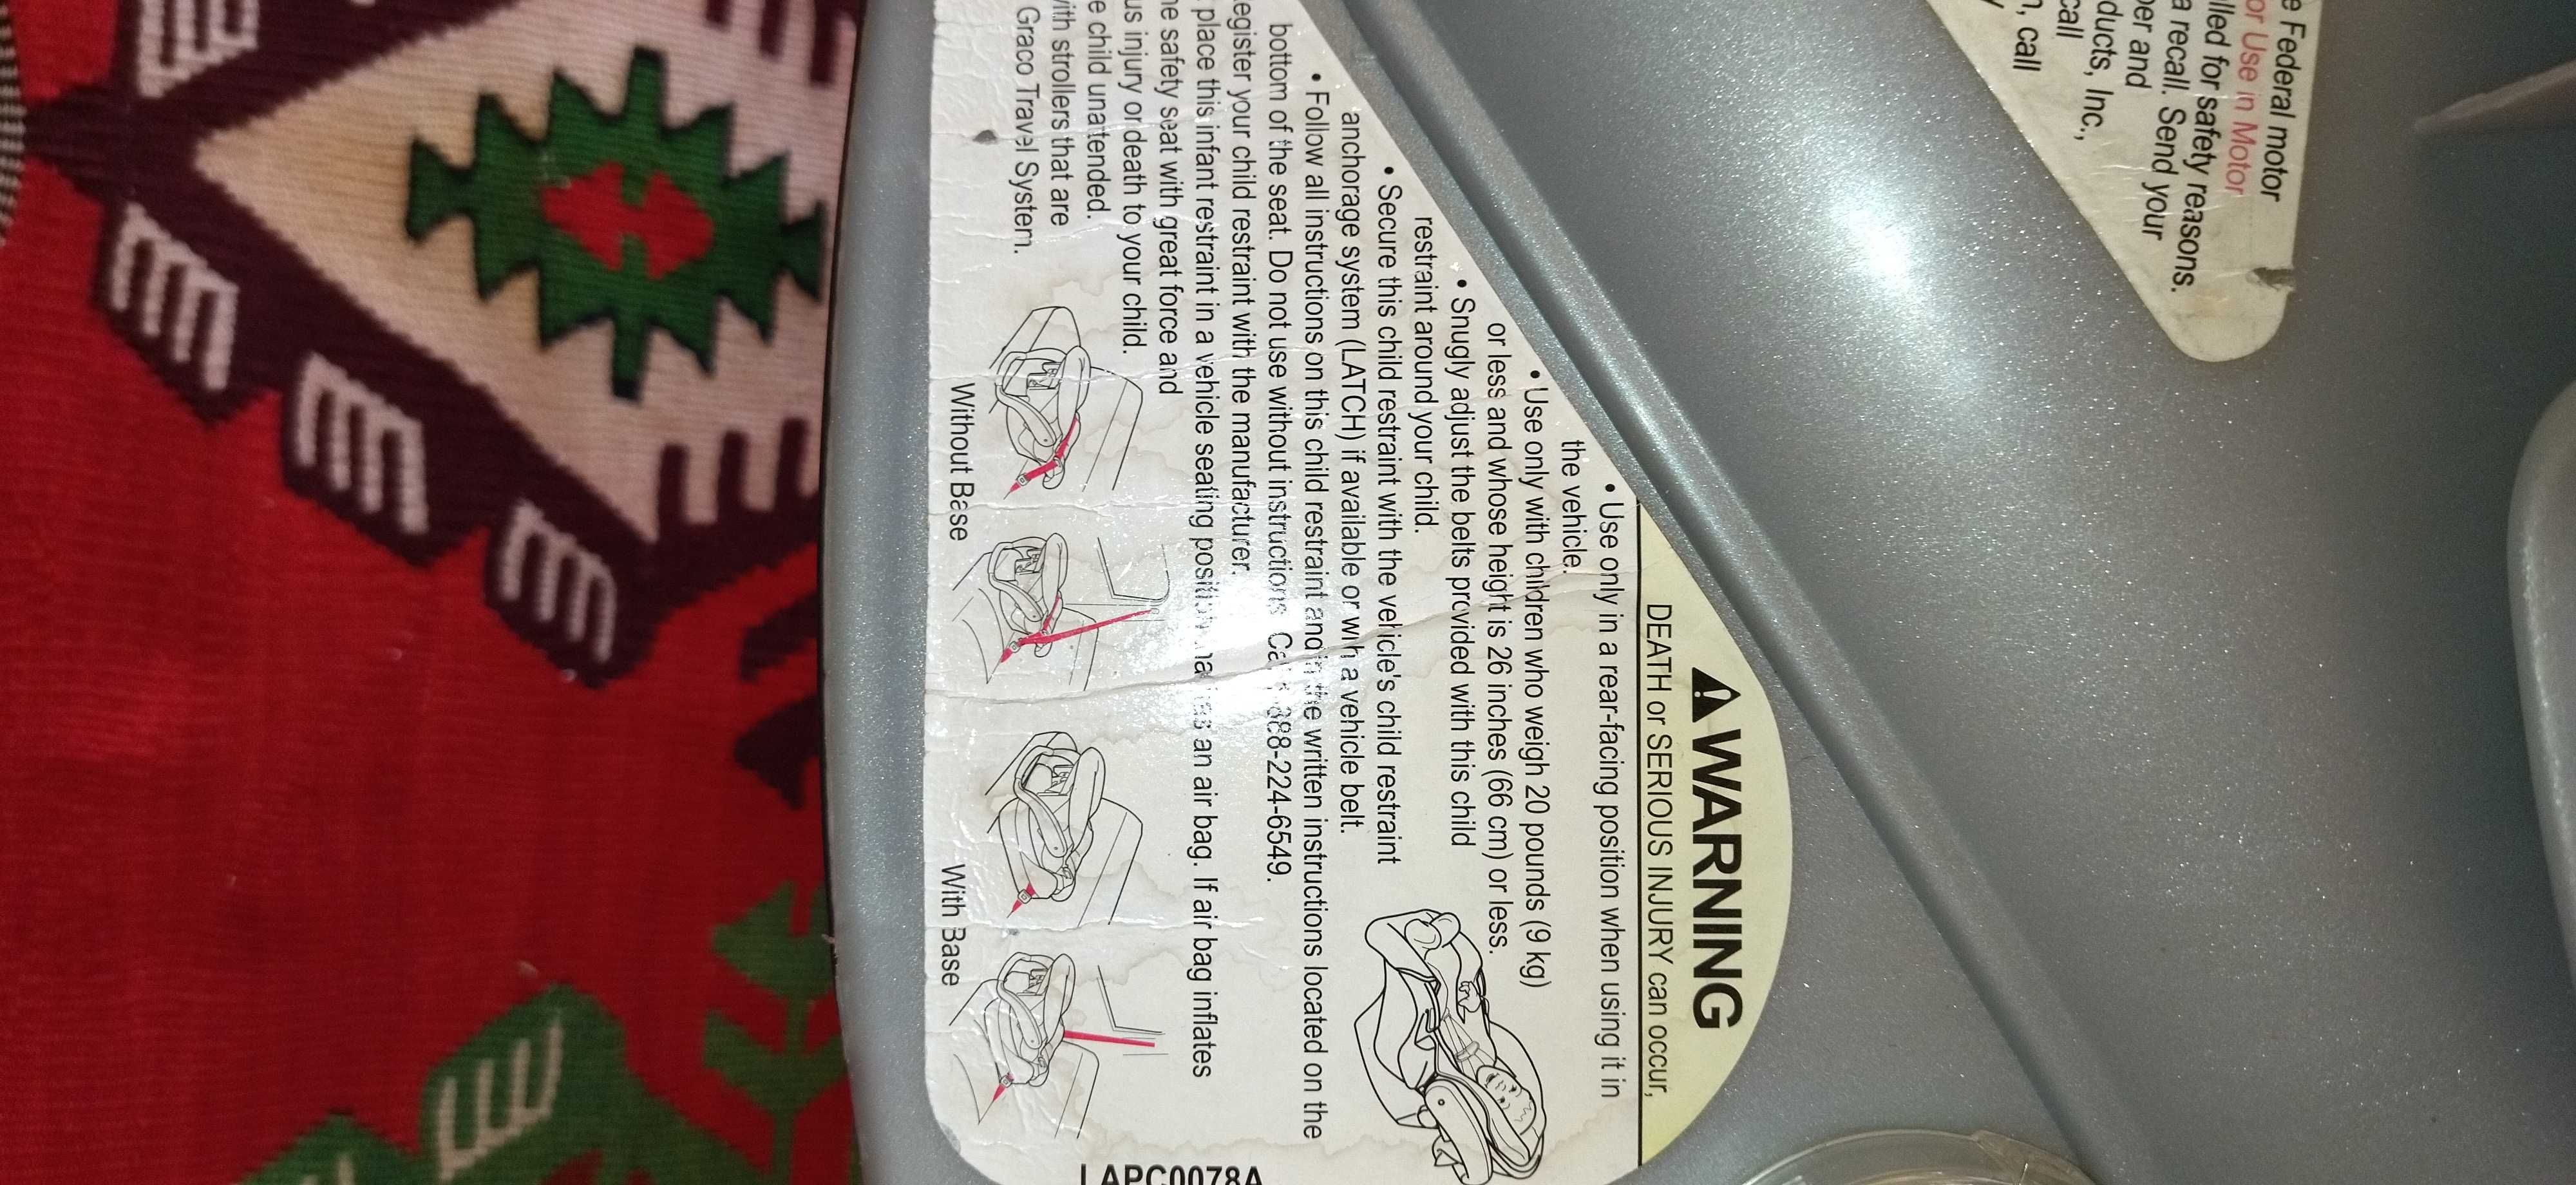 WARNING
DEATH or SERIOUS INJURY can occur,
• Use only in a rear-facing position when using it in
the vehicle.
• Use only with children who weigh 20 pounds (9 kg)
or less and whose height is 26 inches (66 cm) or less.
• Snugly adjust the belts provided with this child
restraint around your child.
• Secure this child restraint with the vehicle's child restraint
anchorage system (LATCH) if available or with a vehicle belt.
• Follow all instructions on this child restraint and in the written instructions located on the
bottom of the seat. Do not use without instructions. 888-224-6549.
egister your child restraint with the manufacturer.
place this infant restraint in a vehicle seating position an air bag. If air bag inflates
safety seat with great force and
injury or death to your child.
child unattended.
with strollers that are
Graco Travel System.
Without Base
With Base
LAPC0078A
Federal motor
or Use in Motor
lled for safety reasons.
a recall. Send your
and
ducts, Inc.,
call
call